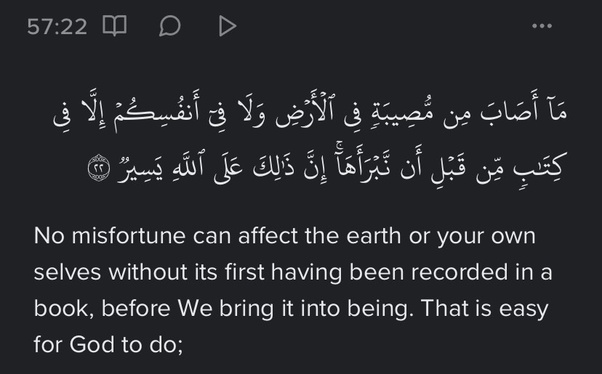 57:22
مَآ أَصَابَ مِن مُّصِيبَةٍۢ فِى ٱلْأَرْضِ وَلَا فِىٓ أَنفُسِكُمْ إِلَّا فِى
كِتَـٰبٍۢ مِّن قَبْلِ أَن نَّبْرَأَهَآ ۚ إِنَّ ذَٰلِكَ عَلَى ٱللَّهِ يَسِيرٌۭ ٢٢
No misfortune can affect the earth or your own
selves without its first having been recorded in a
book, before We bring it into being. That is easy
for God to do;